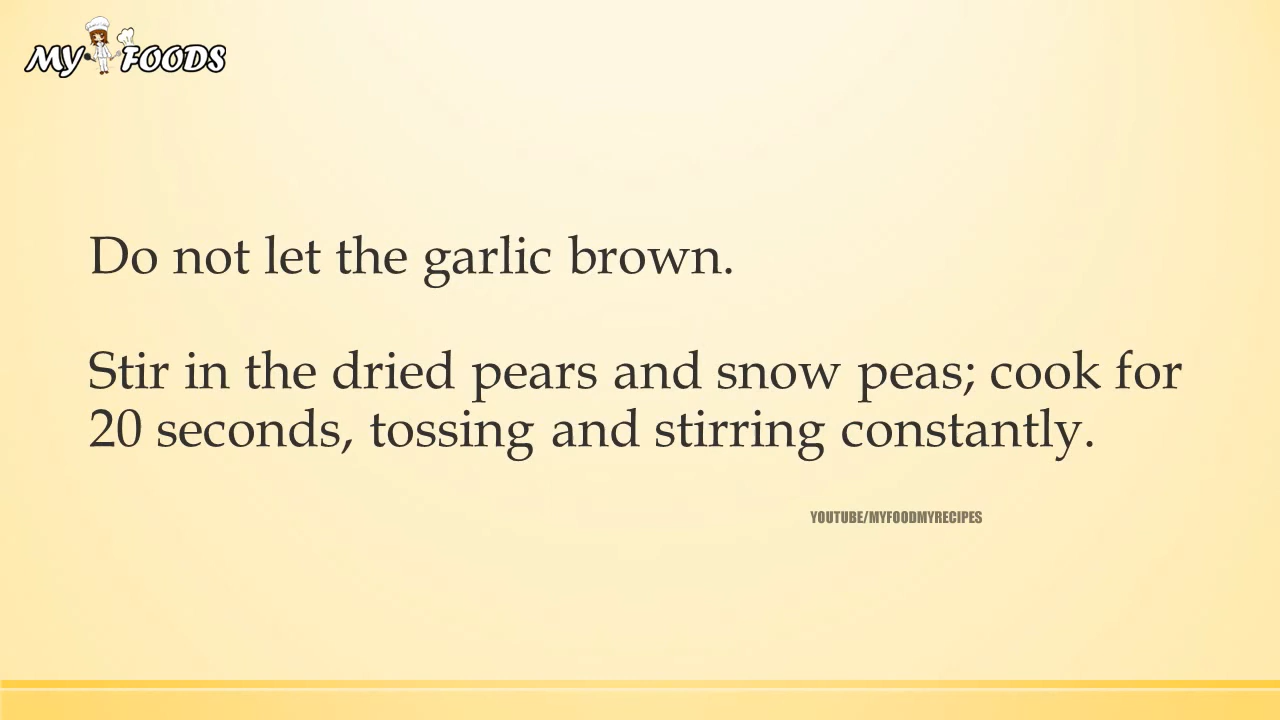 MY FOODS
Do not let the garlic brown.
Stir in the dried pears and snow peas; cook for
20 seconds, tossing and stirring constantly.
YOUTUBE/MYFOODMYRECIPES